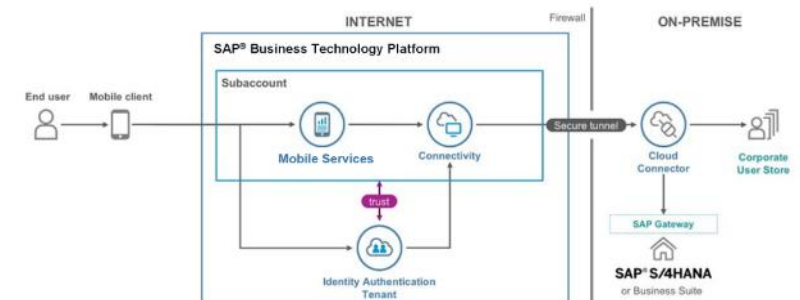 INTERNET
Firewall
ON-PREMISE
SAP® Business Technology Platform
Subaccount
End user
Mobile client
Secure tunnel
Mobile Services
Connectivity
Cloud
Connector
Corporate
User Store
trust
SAP Gateway
Identity Authentication
Tenant
SAP® S/4HANA
or Business Suite